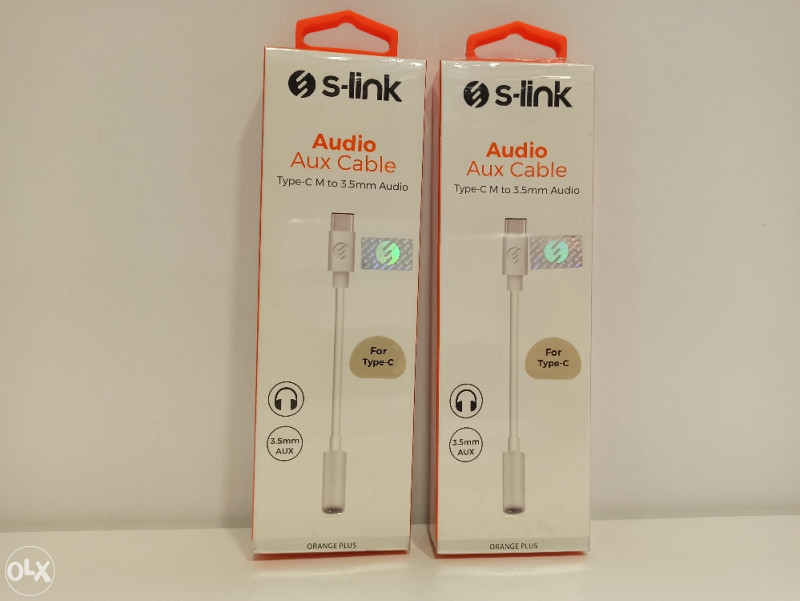 s-link
Audio
Aux Cable
Type-C M to 3.5mm Audio
For
Type-C
3.5mm
AUX
ORANGE PLUS
s-link
Audio
Aux Cable
Type-C M to 3.5mm Audio
For
Type-C
3.5mm
AUX
ORANGE PLUS
OLX